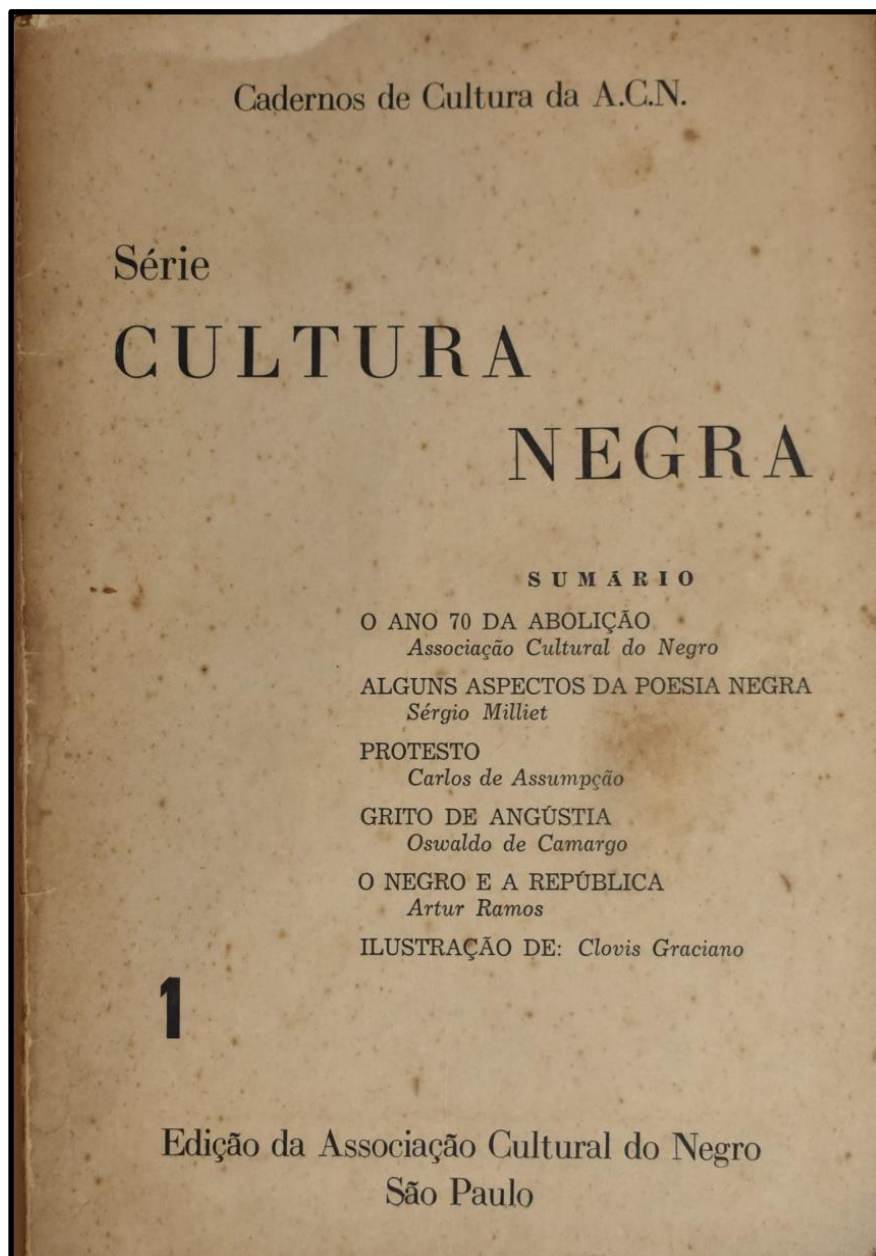 Cadernos de Cultura da A.C.N.
Série
CULTURA
NEGRA
SUMÁRIO
O ANO 70 DA ABOLIÇÃO
Associação Cultural do Negro
ALGUNS ASPECTOS DA POESIA NEGRA
Sérgio Milliet
PROTESTO
Carlos de Assumpção
GRITO DE ANGÚSTIA
Oswaldo de Camargo
O NEGRO E A REPÚBLICA
Artur Ramos
ILUSTRAÇÃO DE: Clovis Graciano
1
Edição da Associação Cultural do Negro
São Paulo